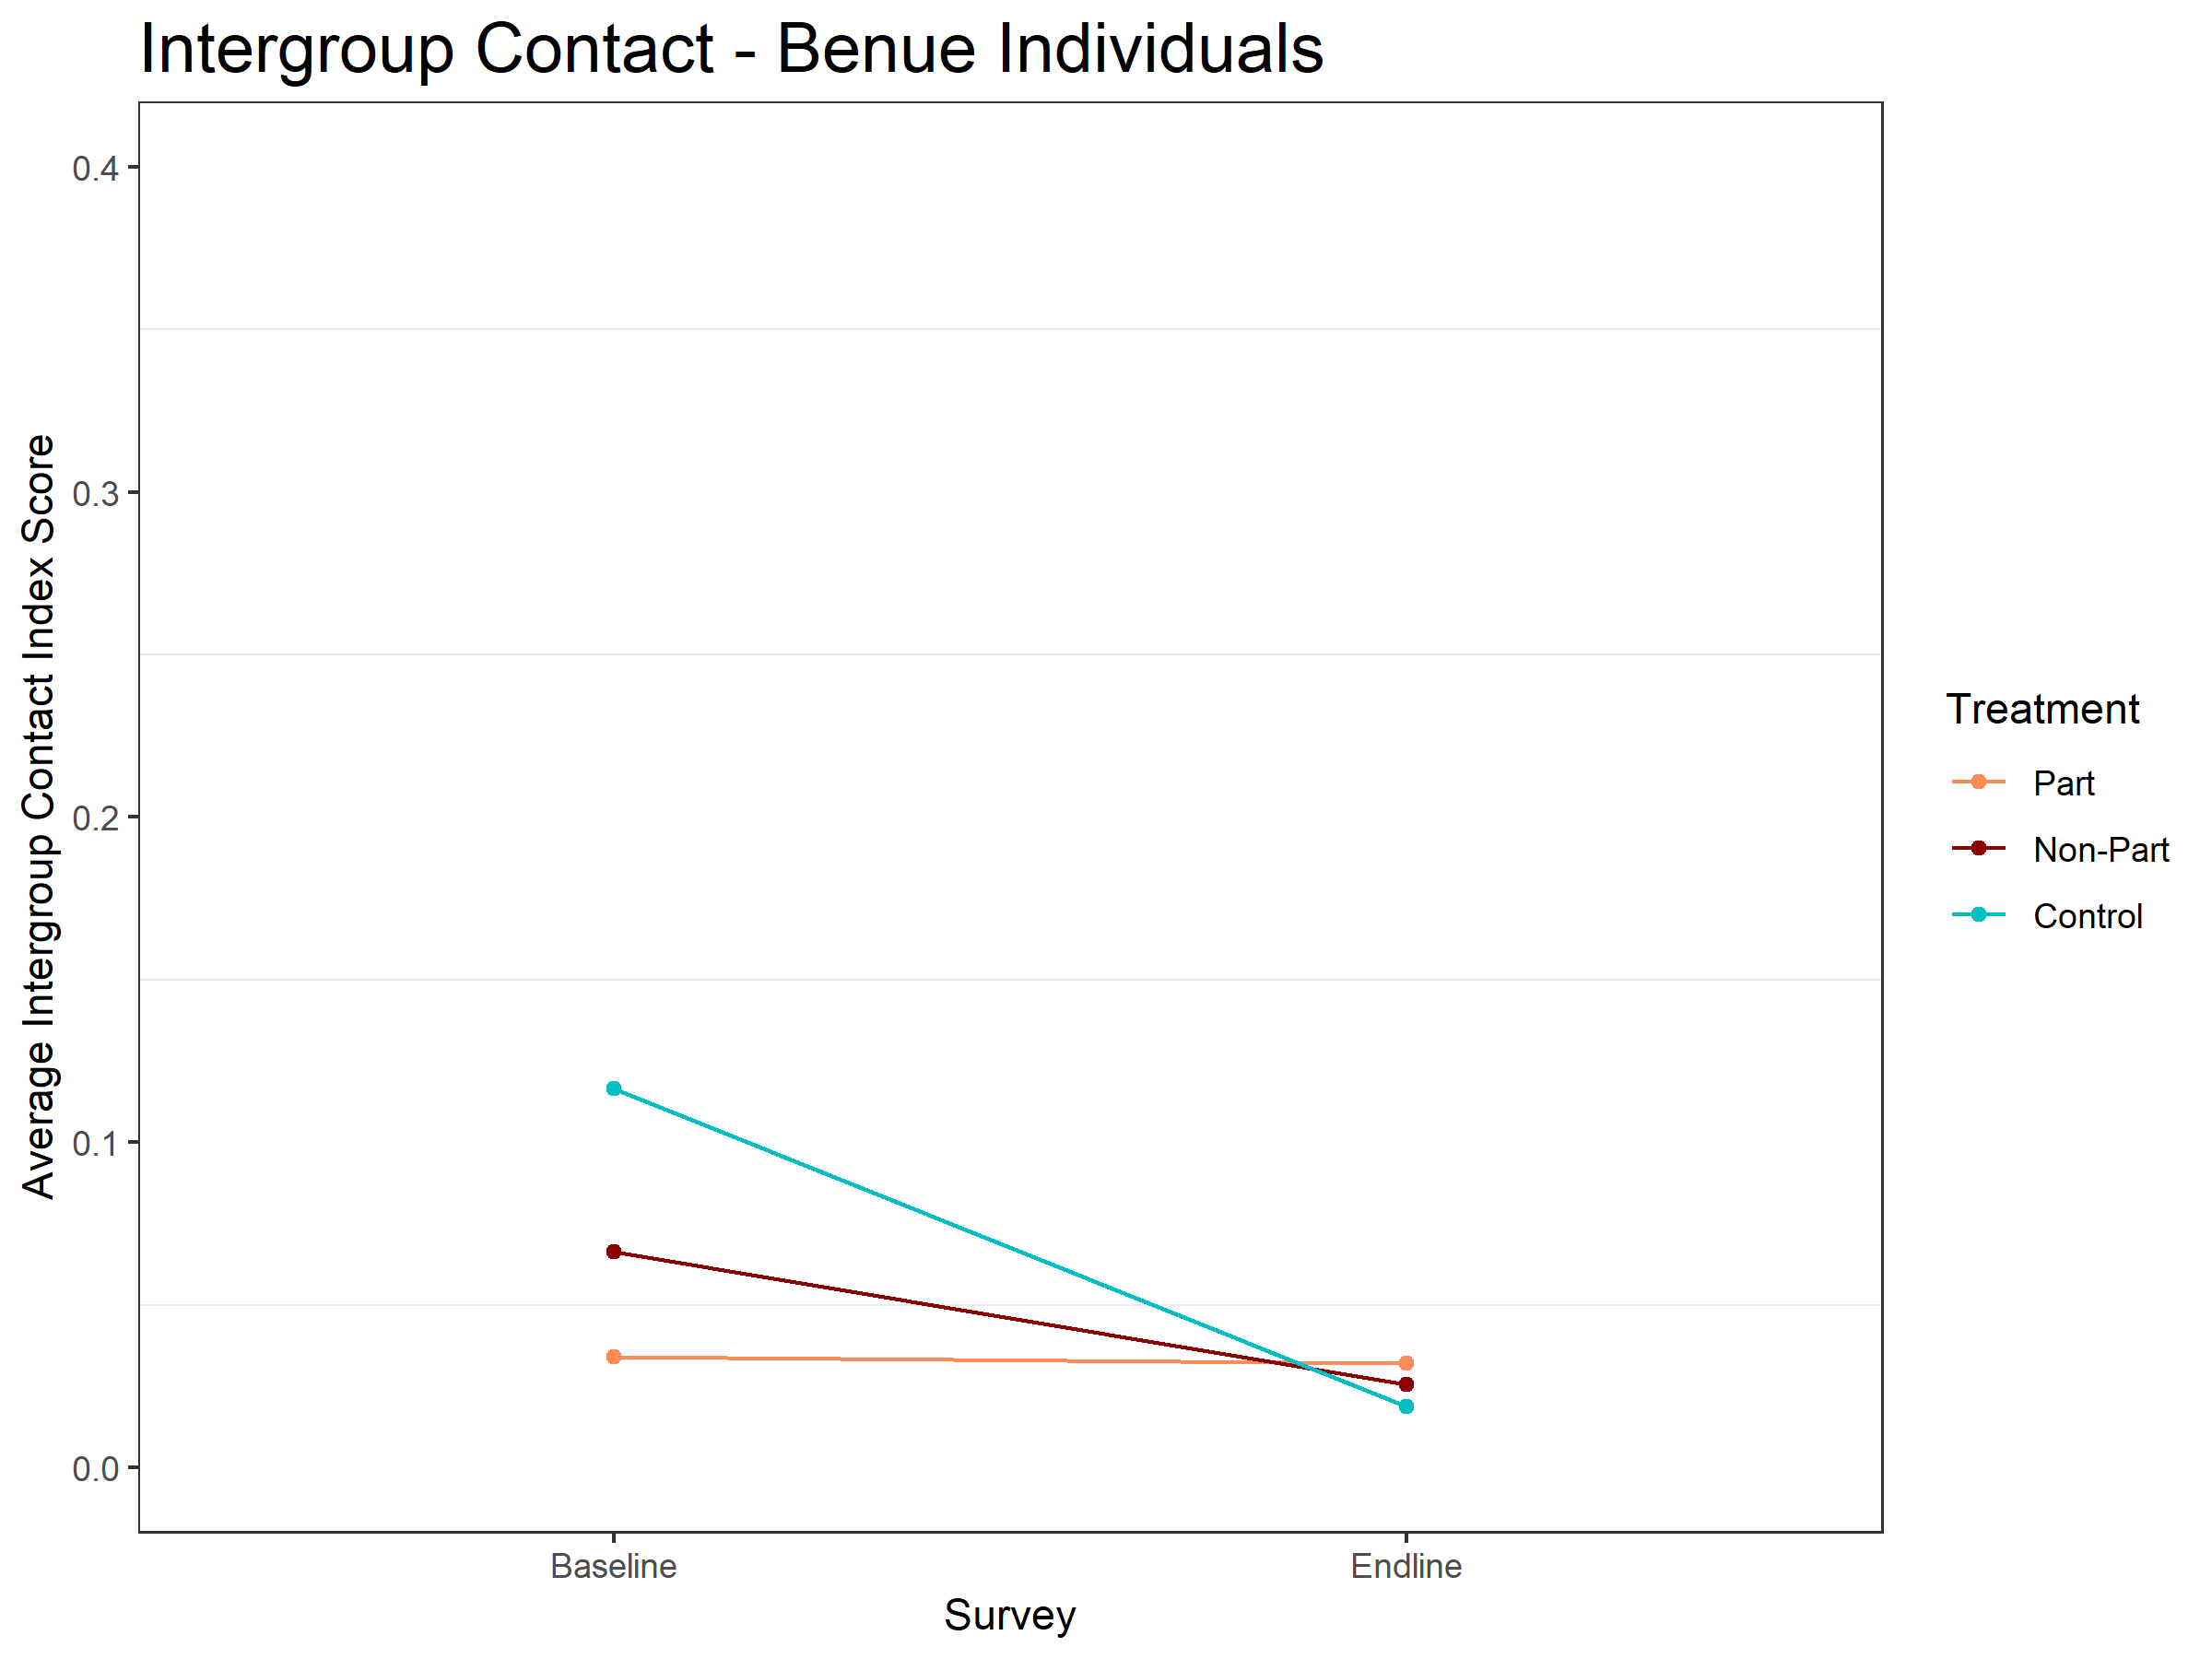 Intergroup Contact - Benue Individuals
Average Intergroup Contact Index Score
0.4
0.3
0.2
0.1
0.0
Baseline
Endline
Survey
Treatment
Part
Non-Part
Control